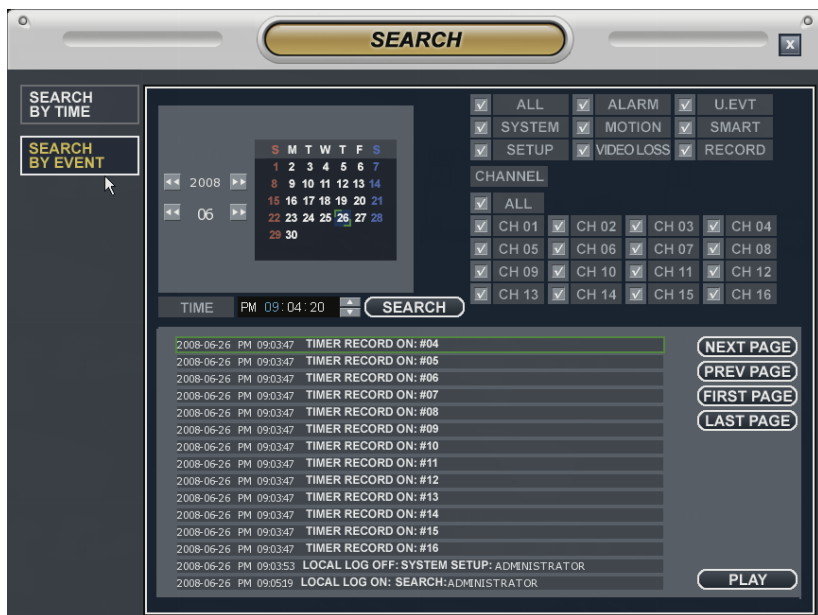 SEARCH
X
SEARCH
BY TIME
SEARCH
BY EVENT
2008
06
S M T W T F S
1 2 3 4 5 6 7
8 9 10 11 12 13 14
15 16 17 18 19 20 21
22 23 24 25 26 27 28
29 30
TIME PM 09:04:20 SEARCH
ALL ALARM U.EVT
SYSTEM MOTION SMART
SETUP VIDEO LOSS RECORD
CHANNEL
ALL
CH 01 CH 02 CH 03 CH 04
CH 05 CH 06 CH 07 CH 08
CH 09 CH 10 CH 11 CH 12
CH 13 CH 14 CH 15 CH 16
2008-06-26 PM 09:03:47 TIMER RECORD ON: #04
2008-06-26 PM 09:03:47 TIMER RECORD ON: #05
2008-06-26 PM 09:03:47 TIMER RECORD ON: #06
2008-06-26 PM 09:03:47 TIMER RECORD ON: #07
2008-06-26 PM 09:03:47 TIMER RECORD ON: #08
2008-06-26 PM 09:03:47 TIMER RECORD ON: #09
2008-06-26 PM 09:03:47 TIMER RECORD ON: #10
2008-06-26 PM 09:03:47 TIMER RECORD ON: #11
2008-06-26 PM 09:03:47 TIMER RECORD ON: #12
2008-06-26 PM 09:03:47 TIMER RECORD ON: #13
2008-06-26 PM 09:03:47 TIMER RECORD ON: #14
2008-06-26 PM 09:03:47 TIMER RECORD ON: #15
2008-06-26 PM 09:03:47 TIMER RECORD ON: #16
2008-06-26 PM 09:03:53 LOCAL LOG OFF: SYSTEM SETUP: ADMINISTRATOR
2008-06-26 PM 09:05:19 LOCAL LOG ON: SEARCH:ADMINISTRATOR
NEXT PAGE
PREV PAGE
FIRST PAGE
LAST PAGE
PLAY